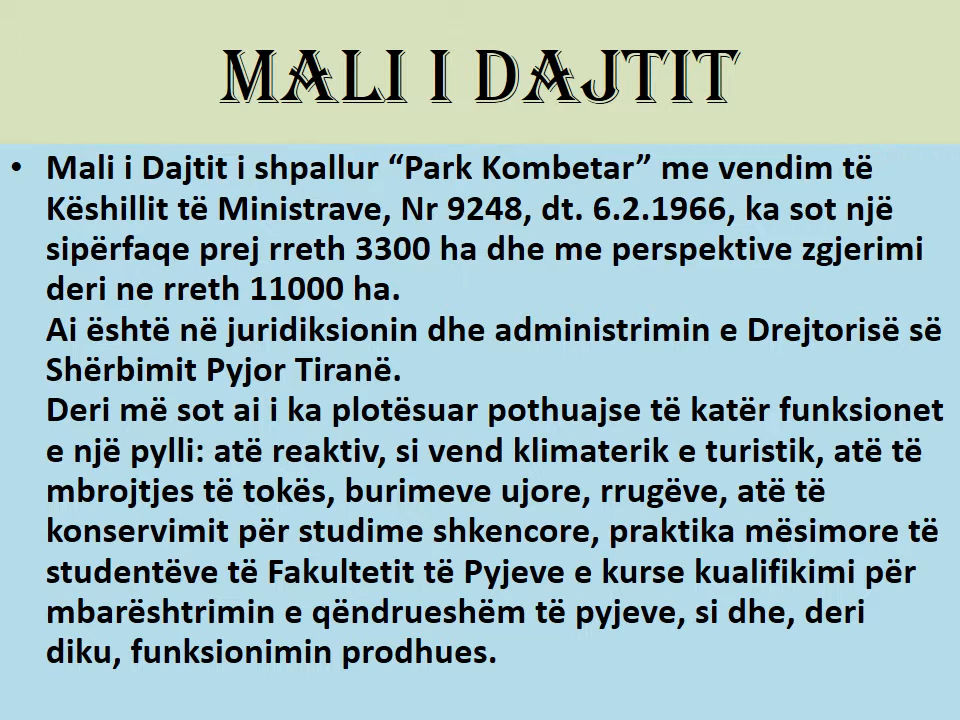 MALI I DAJTIT
• Mali i Dajtit i shpallur “Park Kombetar” me vendim të
Këshillit të Ministrave, Nr 9248, dt. 6.2.1966, ka sot një
sipërfaqe prej rreth 3300 ha dhe me perspektive zgjerimi
deri ne rreth 11000 ha.
Ai është në juridiksionin dhe administrimin e Drejtorisë së
Shërbimit Pyjor Tiranë.
Deri më sot ai i ka plotësuar pothuajse të katër funksionet
e një pylli: atë reaktiv, si vend klimaterik e turistik, atë të
mbrojtjes të tokës, burimeve ujore, rrugëve, atë të
konservimit për studime shkencore, praktika mësimore të
studentëve të Fakultetit të Pyjeve e kurse kualifikimi për
mbarështrimin e qëndrueshëm të pyjeve, si dhe, deri
diku, funksionimin prodhues.